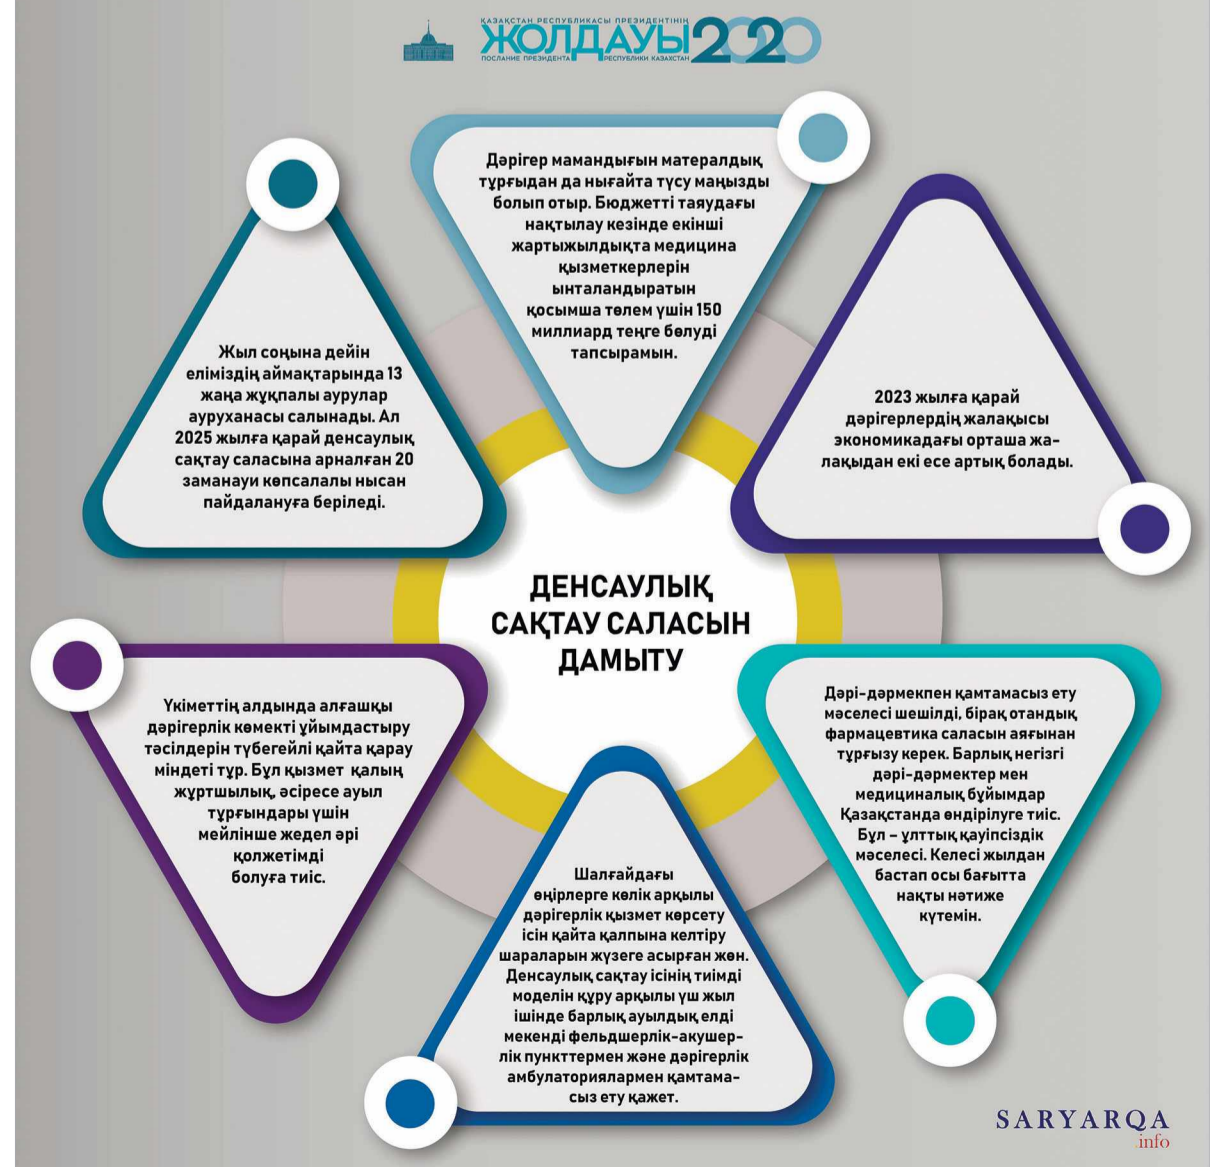 ҚАЗАҚСТАН РЕСПУБЛИКАСЫ ПРЕЗИДЕНТІНІҢ
ЖОЛДАУЫ 2020
ПОСЛАНИЕ ПРЕЗИДЕНТА РЕСПУБЛИКИ КАЗАХСТАН
Дәрігер мамандығын матералдық
тұрғыдан да нығайта түсу маңызды
болып отыр. Бюджетті таяудағы
нақтылау кезінде екінші
жартыжылдықта медицина
қызметкерлерін
ынталандыратын
қосымша төлем үшін 150
миллиард теңге бөлуді
тапсырамын.
Жыл соңына дейін
еліміздің аймақтарында 13
жаңа жұқпалы аурулар
ауруханасы салынады. Ал
2025 жылға қарай денсаулық
сақтау саласына арналған 20
заманауи көпсалалы нысан
пайдалануға беріледі.
2023 жылға қарай
дәрігерлердің жалақысы
экономикадағы орташа жа-
лақыдан екі есе артық болады.
ДЕНСАУЛЫҚ
САҚТАУ САЛАСЫН
ДАМЫТУ
Үкіметтің алдында алғашқы
дәрігерлік көмекті ұйымдастыру
тәсілдерін түбегейлі қайта қарау
міндеті тұр. Бұл қызмет қалың
жұртшылық, әсіресе ауыл
тұрғындары үшін
мейлінше жедел әрі
қолжетімді
болуға тиіс.
Дәрі-дәрмекпен қамтамасыз ету
мәселесі шешілді, бірақ отандық
фармацевтика саласын аяғынан
тұрғызу керек. Барлық негізгі
дәрі-дәрмектер мен
медициналық бұйымдар
Қазақстанда өндірілуге тиіс.
Бұл – ұлттық қауіпсіздік
мәселесі. Келесі жылдан
бастап осы бағытта
нақты нәтиже
күтемін.
Шалғайдағы
өңірлерге көлік арқылы
дәрігерлік қызмет көрсету
ісін қайта қалпына келтіру
шараларын жүзеге асырған жөн.
Денсаулық сақтау ісінің тиімді
моделін құру арқылы үш жыл
ішінде барлық ауылдық елді
мекенді фельдшерлік-акушер-
лік пункттермен және дәрігерлік
амбулаториялармен қамтама-
сыз ету қажет.
SARYARQA
info